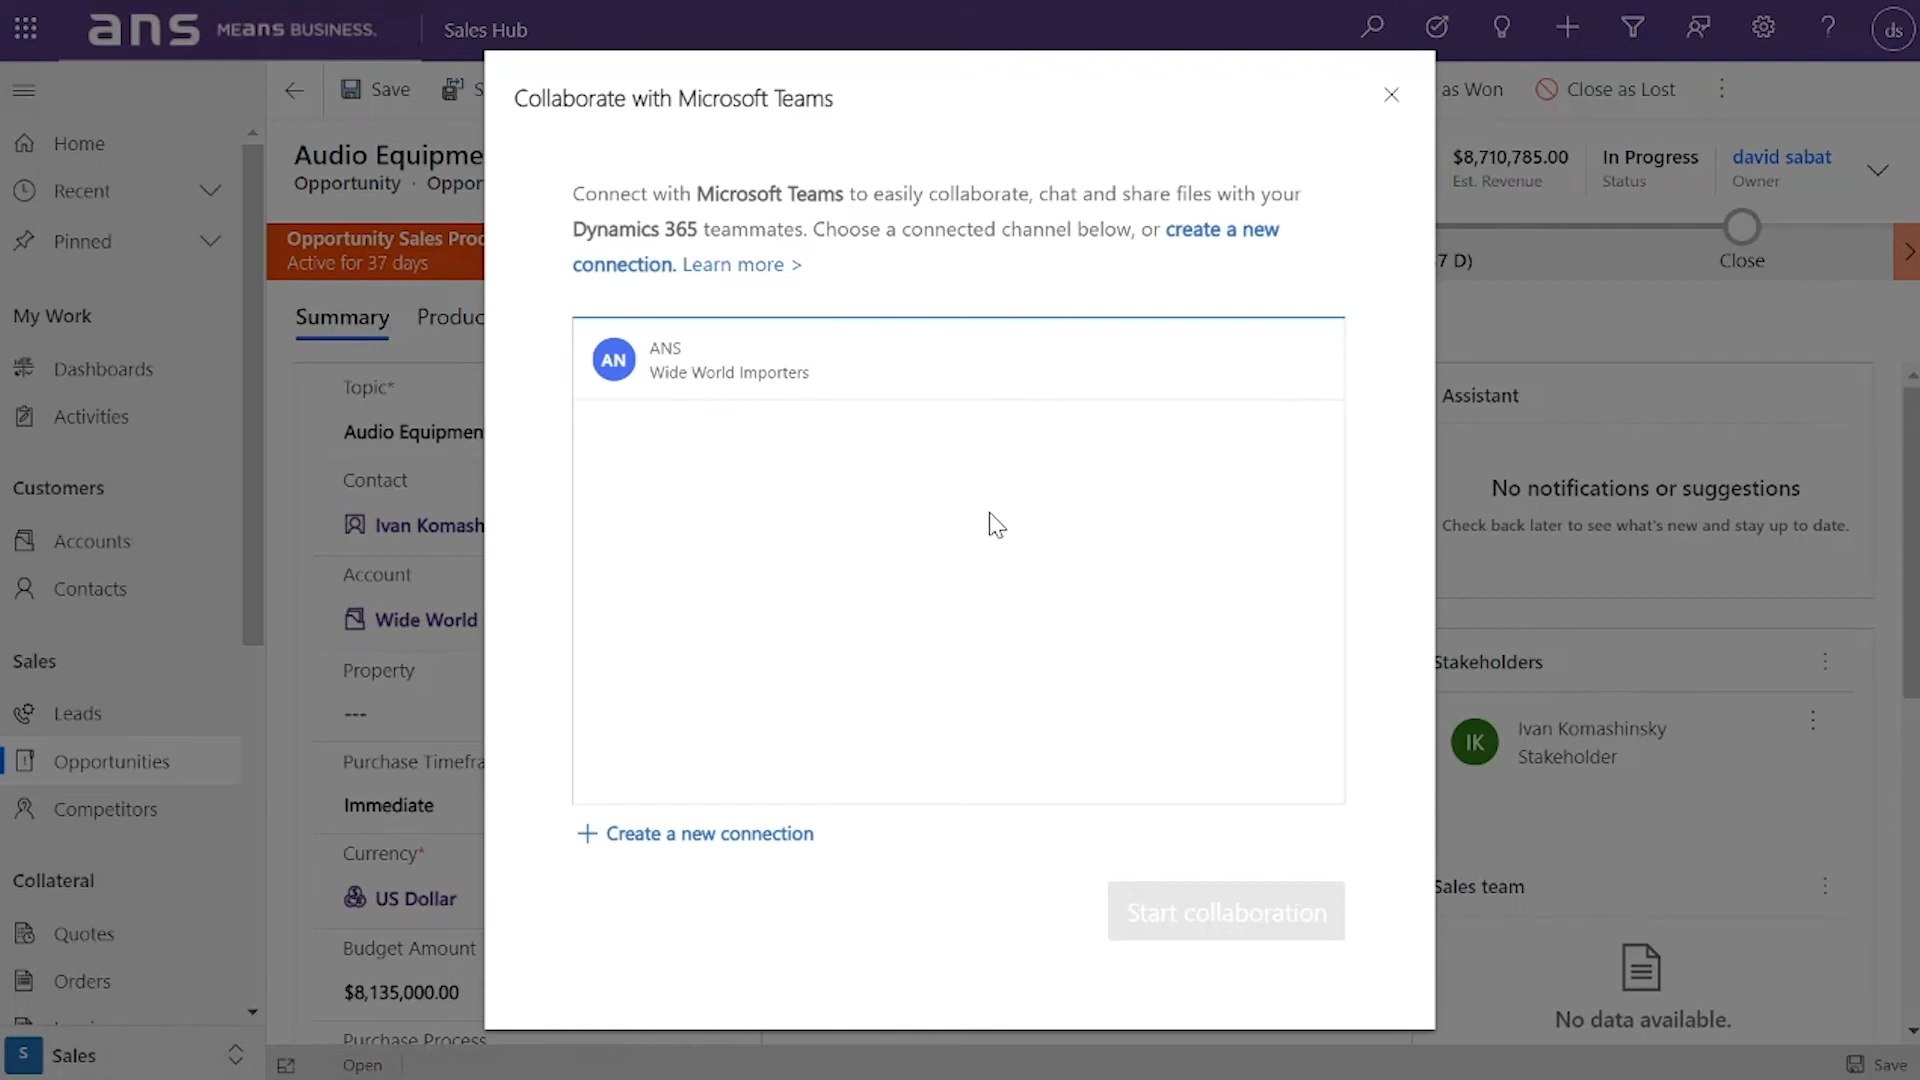 ans MEANS BUSINESS.
Sales Hub
ds
Save
S
as Won
Close as Lost
Home
Recent
Pinned
My Work
Dashboards
Activities
Customers
Accounts
Contacts
Sales
Leads
Opportunities
Competitors
Collateral
Quotes
Orders
S
Sales
Audio Equipme
Opportunity · Oppor
$8,710,785.00
Est. Revenue
In Progress
Status
david sabat
Owner
Opportunity Sales Proc
Active for 37 days
7 D)
Close
Summary
Produc
Topic*
Audio Equipmen
Contact
Ivan Komash
Account
Wide World
Property
---
Purchase Timefra
Immediate
Currency*
US Dollar
Budget Amount
$8,135,000.00
Purchase Process
Collaborate with Microsoft Teams
Connect with Microsoft Teams to easily collaborate, chat and share files with your
Dynamics 365 teammates. Choose a connected channel below, or create a new
connection. Learn more >
AN
ANS
Wide World Importers
Create a new connection
Start collaboration
Assistant
No notifications or suggestions
Check back later to see what's new and stay up to date.
Stakeholders
IK
Ivan Komashinsky
Stakeholder
Sales team
No data available.
Open
Save